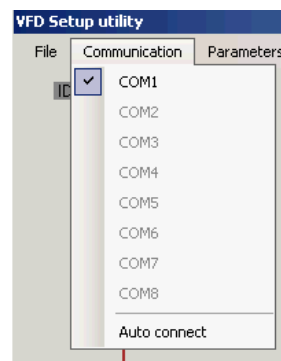 VFD Setup utility
File Communication Parameters
ID
COM1
COM2
COM3
COM4
COM5
COM6
COM7
COM8
Auto connect